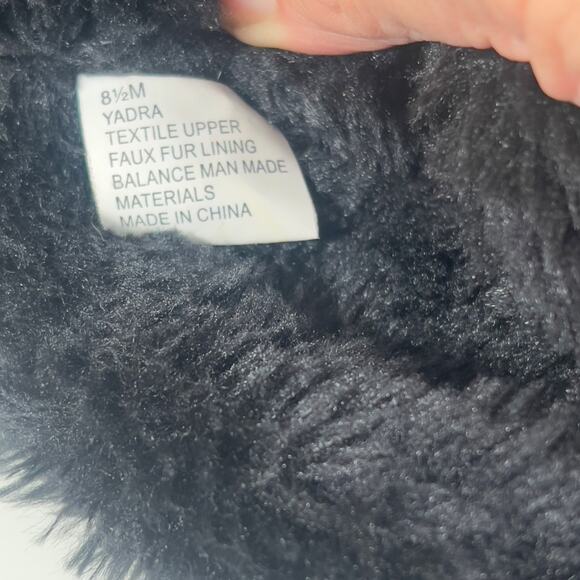 8½M
YADRA
TEXTILE UPPER
FAUX FUR LINING
BALANCE MAN MADE
MATERIALS
MADE IN CHINA